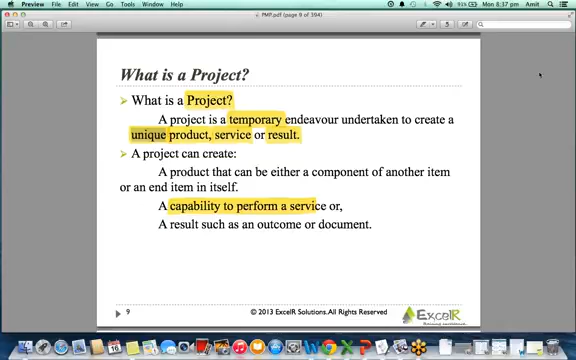 Preview File Edit View Go Tools Window Help
91% Mon 8:37 pm Amit
PMP.pdf (page 9 of 394)
What is a Project?
What is a Project?
A project is a temporary endeavour undertaken to create a
unique product, service or result.
A project can create:
A product that can be either a component of another item
or an end item in itself.
A capability to perform a service or,
A result such as an outcome or document.
9
© 2013 ExcelR Solutions.All Rights Reserved
ExcelR